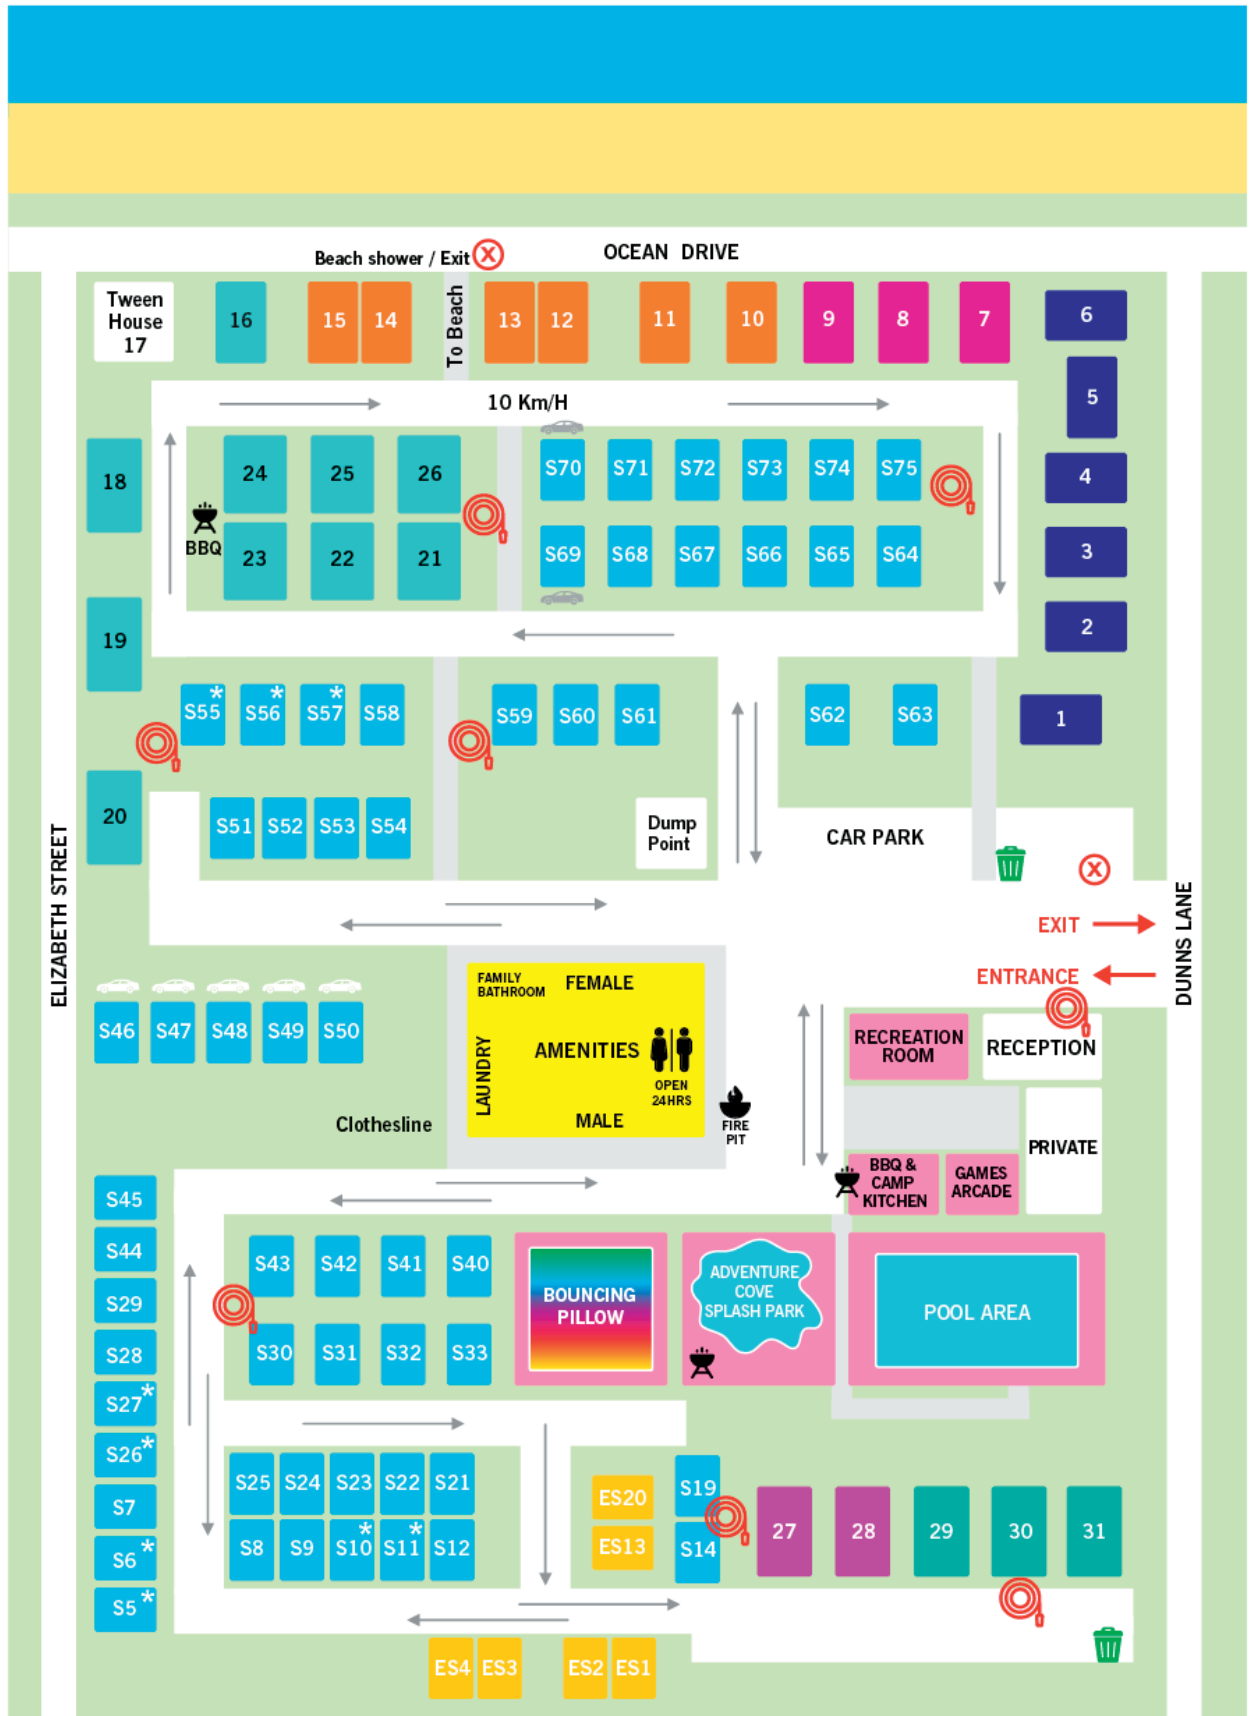 Beach shower / Exit X
OCEAN DRIVE
Tween
House
17
16
15
14
To Beach
13
12
11
10
9
8
7
6
5
10 Km/H
18
24
25
26
S70
S71
S72
S73
S74
S75
4
BBQ
23
22
21
S69
S68
S67
S66
S65
S64
3
19
2
S55*
S56*
S57*
S58
S59
S60
S61
S62
S63
1
20
S51
S52
S53
S54
Dump
Point
CAR PARK
X
ELIZABETH STREET
DUNNS LANE
EXIT
ENTRANCE
FAMILY
BATHROOM
FEMALE
S46
S47
S48
S49
S50
LAUNDRY
AMENITIES
OPEN
24HRS
MALE
RECREATION
ROOM
RECEPTION
Clothesline
FIRE
PIT
PRIVATE
BBQ &
CAMP
KITCHEN
GAMES
ARCADE
S45
S44
S29
S28
S27*
S26*
S7
S6*
S5*
S43
S42
S41
S40
BOUNCING
PILLOW
ADVENTURE
COVE
SPLASH PARK
POOL AREA
S30
S31
S32
S33
S25
S24
S23
S22
S21
S8
S9
S10*
S11*
S12
ES20
ES13
S19
S14
27
28
29
30
31
ES4
ES3
ES2
ES1